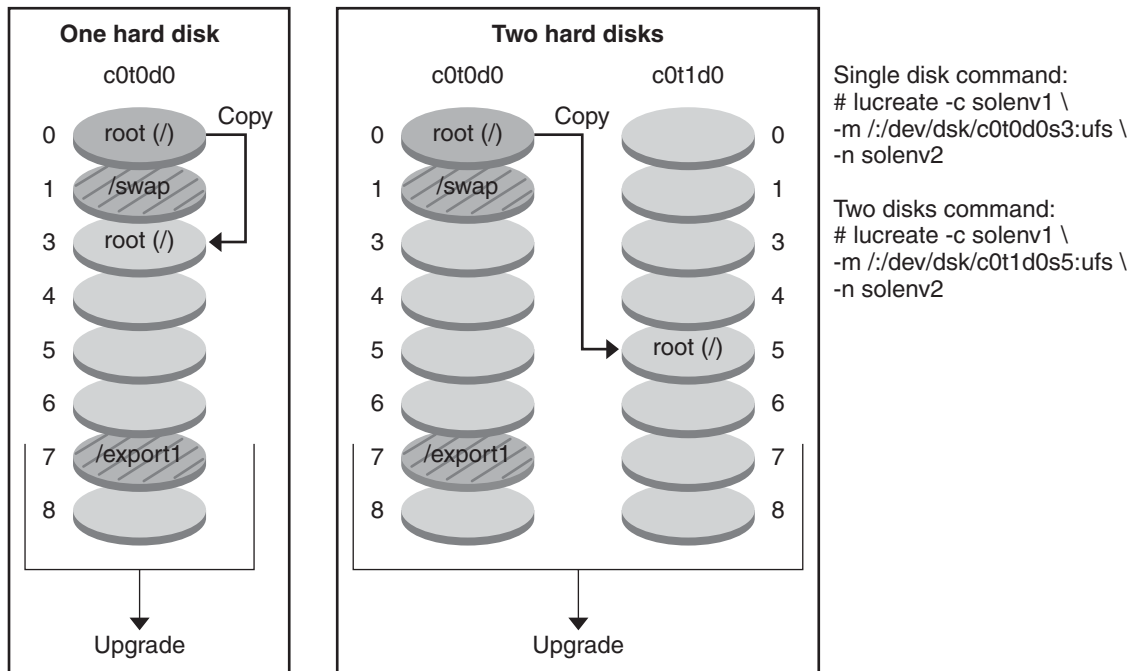 One hard disk
c0t0d0
Copy
0 root (/)
1 /swap
3 root (/)
4
5
6
7 /export1
8
Upgrade
Two hard disks
c0t0d0 c0t1d0
Copy
0 root (/) 0
1 /swap 1
3 3
4 4
5 root (/) 5
6 6
7 /export1 7
8 8
Upgrade
Single disk command:
# lucreate -c solenv1 \
-m /:/dev/dsk/c0t0d0s3:ufs \
-n solenv2
Two disks command:
# lucreate -c solenv1 \
-m /:/dev/dsk/c0t1d0s5:ufs \
-n solenv2